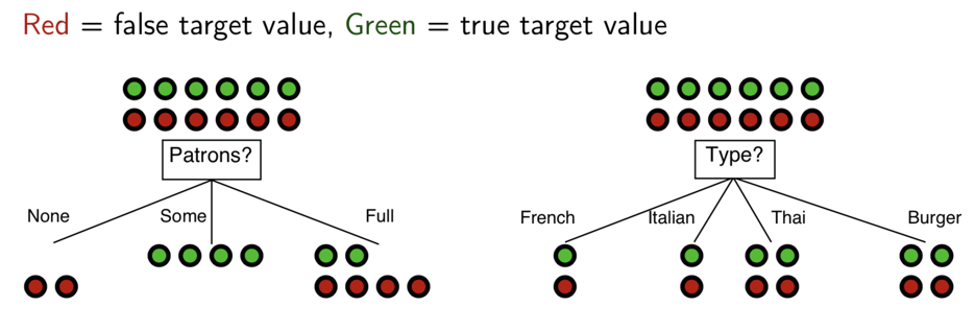 Red = false target value, Green = true target value
Patrons?
None Some Full
Type?
French Italian Thai Burger